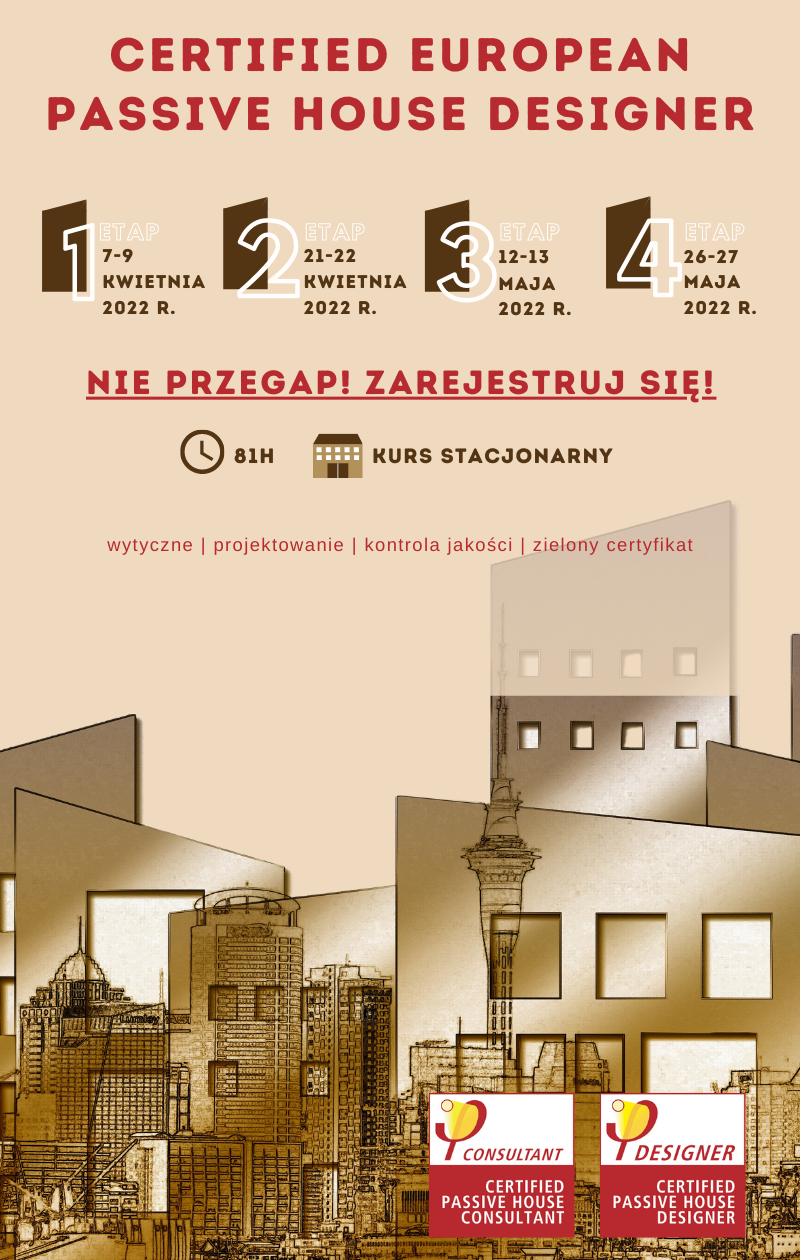 CERTIFIED EUROPEAN
PASSIVE HOUSE DESIGNER
1 ETAP
7-9
KWIETNIA
2022 R.
2 ETAP
21-22
KWIETNIA
2022 R.
3 ETAP
12-13
MAJA
2022 R.
4 ETAP
26-27
MAJA
2022 R.
NIE PRZEGAP! ZAREJESTRUJ SIĘ!
81H
KURS STACJONARNY
wytyczne | projektowanie | kontrola jakości | zielony certyfikat
Lumley
CONSULTANT
CERTIFIED
PASSIVE HOUSE
CONSULTANT
DESIGNER
CERTIFIED
PASSIVE HOUSE
DESIGNER